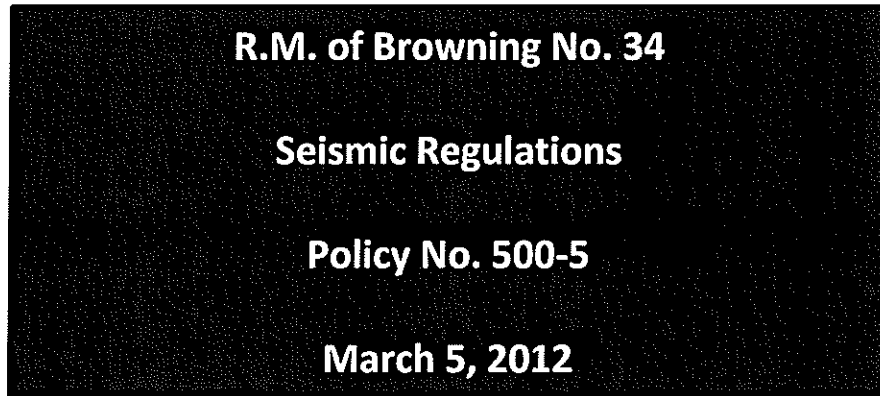 R.M. of Browning No. 34
Seismic Regulations
Policy No. 500-5
March 5, 2012